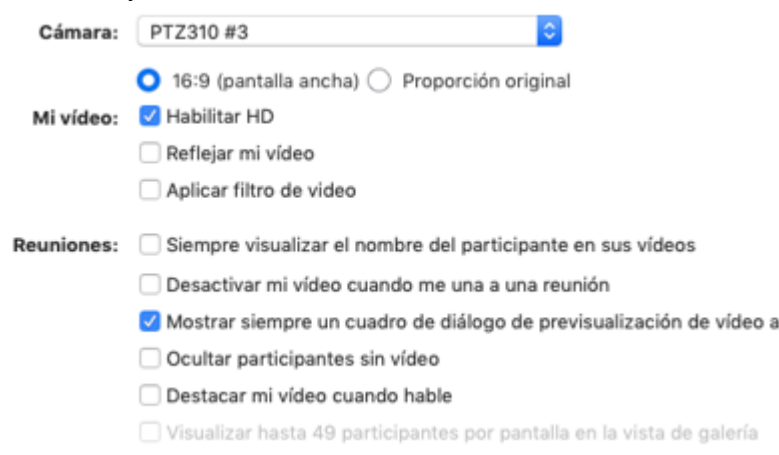 Cámara: PTZ310 #3
16:9 (pantalla ancha) Proporción original
Mi vídeo: Habilitar HD
Reflejar mi vídeo
Aplicar filtro de video
Reuniones: Siempre visualizar el nombre del participante en sus vídeos
Desactivar mi vídeo cuando me una a una reunión
Mostrar siempre un cuadro de diálogo de previsualización de vídeo a
Ocultar participantes sin vídeo
Destacar mi vídeo cuando hable
Visualizar hasta 49 participantes por pantalla en la vista de galería